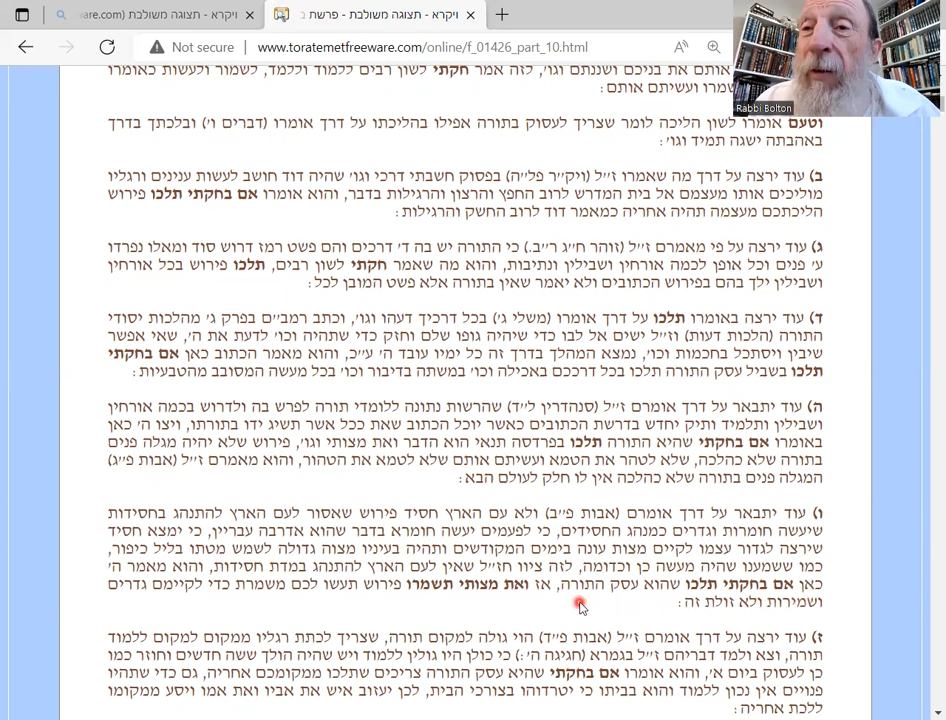 ויקרא - תצוגה משולבת (are.com
ויקרא - תצוגה משולבת - פרשת ב
Not secure
www.toratemetfreeware.com/online/f_01426_part_10.html
Rabbi Bolton
אותם את בניכם ושננתם וגו', לזה אמר חקתי לשון רבים ללמוד וללמד, לשמור ולעשות כאומרו
שמרו ועשיתם אותם:
וטעם אומרו לשון הליכה לומר שצריך לעסוק בתורה אפילו בהליכתו על דרך אומרו (דברים ו') ובלכתך בדרך
באהבתה ישגה תמיד וגו':
ב) עוד ירצה על דרך מה שאמרו ז״ל (ויק״ר פל״ה) בפסוק חשבתי דרכי וגו' שהיה דוד חושב לעשות ענינים ורגליו
מוליכים אותו מעצמם אל בית המדרש לרוב החפץ והרצון והרגילות בדבר, והוא אומרו אם בחקתי תלכו פירוש
הליכתכם מעצמה תהיה אחריה כמאמר דוד לרוב החשק והרגילות:
ג) עוד ירצה על פי מאמרם ז״ל (זוהר ח״ג ר״ב.) כי התורה יש בה ד' דרכים והם פשט רמז דרוש סוד ומאלו נפרדו
ע' פנים וכל אופן לכמה אורחין ושבילין ונתיבות, והוא מה שאמר חקתי לשון רבים, תלכו פירוש בכל אורחין
ושבילין ילך בהם בפירוש הכתובים ולא יאמר שאין בתורה אלא פשט המובן לכל:
ד) עוד ירצה באומרו תלכו על דרך אומרו (משלי ג') בכל דרכיך דעהו וגו', וכתב רמב״ם בפרק ג' מהלכות יסודי
התורה (הלכות דעות) וז״ל ישים אל לבו כדי שיהיה גופו שלם וחזק כדי שתהיה וכו' לדעת את ה', שאי אפשר
שיבין ויסתכל בחכמות וכו', נמצא המהלך בדרך זה כל ימיו עובד ה' ע״כ, והוא מאמר הכתוב כאן אם בחקתי
תלכו בשביל עסק התורה תלכו בכל דרככם באכילה וכו' במשתה בדיבור וכו' בכל מעשה המסובב מהטבעיות:
ה) עוד יתבאר על דרך אומרם ז״ל (סנהדרין ל״ד) שהרשות נתונה ללומדי תורה לפרש בה ולדרוש בכמה אורחין
ושבילין ותלמיד ותיק יחדש בדרשת הכתובים כאשר יוכל הכתוב שאת ככל אשר תשיג ידו בתורתו, ויצו ה' כאן
באומרו אם בחקתי שהיא התורה תלכו בפרדסה תנאי הוא הדבר ואת מצותי וגו', פירוש שלא יהיה מגלה פנים
בתורה שלא כהלכה, שלא לטהר את הטמא ועשיתם אותם שלא לטמא את הטהור, והוא מאמרם ז״ל (אבות פ״ג)
המגלה פנים בתורה שלא כהלכה אין לו חלק לעולם הבא:
ו) עוד יתבאר על דרך אומרם (אבות פ״ב) ולא עם הארץ חסיד פירוש שאסור לעם הארץ להתנהג בחסידות
שיעשה חומרות וגדרים כמנהג החסידים, כי לפעמים יעשה חומרא בדבר שהוא אדרבה עבריין, כי ימצא חסיד
שירצה לגדור עצמו לקיים מצות עונה בימים המקודשים ותהיה בעיניו מצוה גדולה לשמש מטתו בליל כיפור,
כמו ששמענו שהיה מעשה כן וכדומה, לזה ציוו חז״ל שאין לעם הארץ להתנהג במדת חסידות, והוא מאמר ה'
כאן אם בחקתי תלכו שהוא עסק התורה, אז ואת מצותי תשמרו פירוש תעשו לכם משמרת כדי לקיימם גדרים
ושמירות ולא זולת זה:
ז) עוד ירצה על דרך אומרם ז״ל (אבות פ״ד) הוי גולה למקום תורה, שצריך לכתת רגליו ממקום למקום ללמוד
תורה, וצא ולמד דבריהם ז״ל בגמרא (חגיגה ה':) כי כולן היו גולין ללמוד ויש שהיה הולך ששה חדשים וחוזר כמו
כן לעסוק ביום א', והוא אומרו אם בחקתי שהיא עסק התורה צריכים שתלכו ממקומכם אחריה, גם כדי שתהיו
פנויים אין נכון ללמוד והוא בביתו כי יטרדוהו בצורכי הבית, לכן יעזוב איש את אביו ואת אמו ויסע ממקומו
ללכת אחריה: